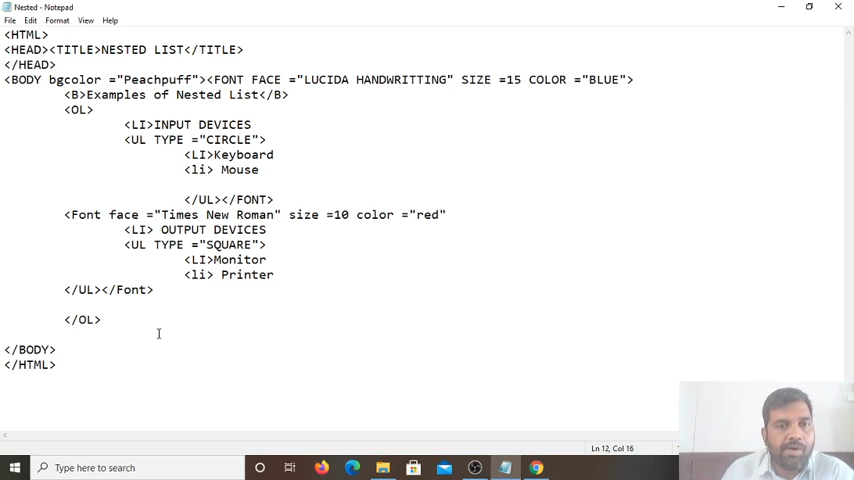 Nested - Notepad
File Edit Format View Help
<HTML>
<HEAD><TITLE>NESTED LIST</TITLE>
</HEAD>
<BODY bgcolor ="Peachpuff"><FONT FACE ="LUCIDA HANDWRITTING" SIZE =15 COLOR ="BLUE">
<B>Examples of Nested List</B>
<OL>
<LI>INPUT DEVICES
<UL TYPE ="CIRCLE">
<LI>Keyboard
<li> Mouse
</UL></FONT>
<Font face ="Times New Roman" size =10 color ="red"
<LI> OUTPUT DEVICES
<UL TYPE ="SQUARE">
<LI>Monitor
<li> Printer
</UL></Font>
</OL>
</BODY>
</HTML>
Ln 12, Col 16
Type here to search